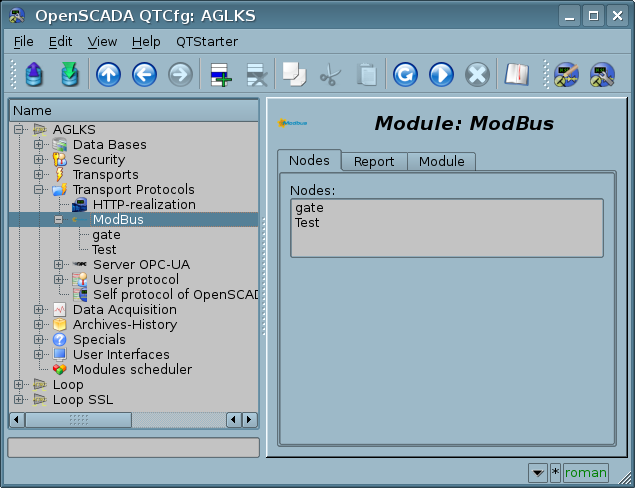 OpenSCADA QTCfg: AGLKS
File Edit View Help QTStarter
Name
AGLKS
Data Bases
Security
Transports
Transport Protocols
HTTP-realization
ModBus
gate
Test
Server OPC-UA
User protocol
Self protocol of OpenSCAD
Data Acquisition
Archives-History
Specials
User Interfaces
Modules scheduler
Loop
Loop SSL
ModBus
Module: ModBus
Nodes Report Module
Nodes:
gate
Test
* roman